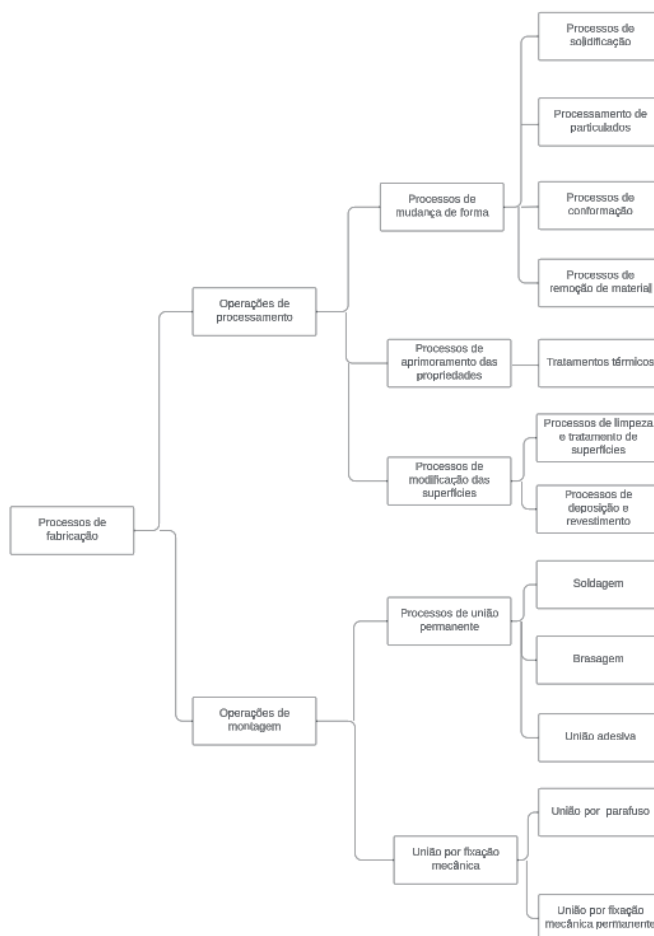 Processos de
solidificação
Processamento de
particulados
Processos de
mudança de forma
Processos de
conformação
Processos de
remoção de material
Operações de
processamento
Processos de
aprimoramento das
propriedades
Tratamentos térmicos
Processos de limpeza
e tratamento de
superfícies
Processos de
modificação das
superfícies
Processos de
deposição e
revestimento
Processos de
fabricação
Soldagem
Processos de união
permanente
Brasagem
Operações de
montagem
União adesiva
União por parafuso
União por fixação
mecânica
União por fixação
mecânica permanente